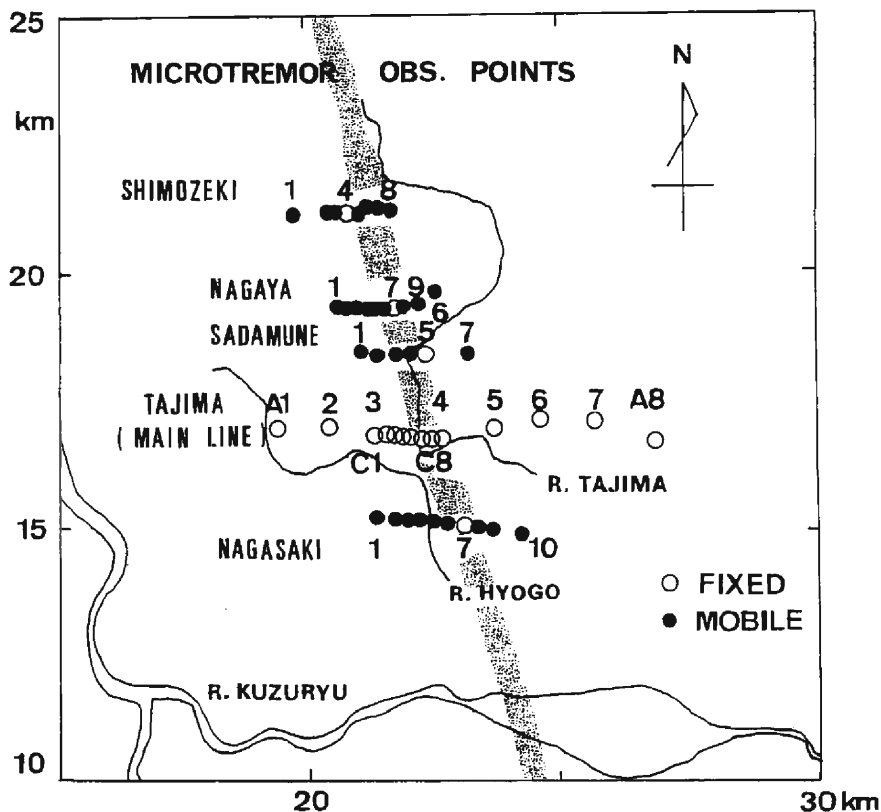 25
MICROTREMOR OBS. POINTS
N
km
SHIMOZEKI 1 4 8
20
NAGAYA 1 7 9
6
SADAMUNE 1 5 7
TAJIMA A1 2 3 4 5 6 7 A8
(MAIN LINE)
C1 C8
R. TAJIMA
15
NAGASAKI 1 7 10
R. HYOGO
FIXED
MOBILE
R. KUZURYU
10
20 30 km